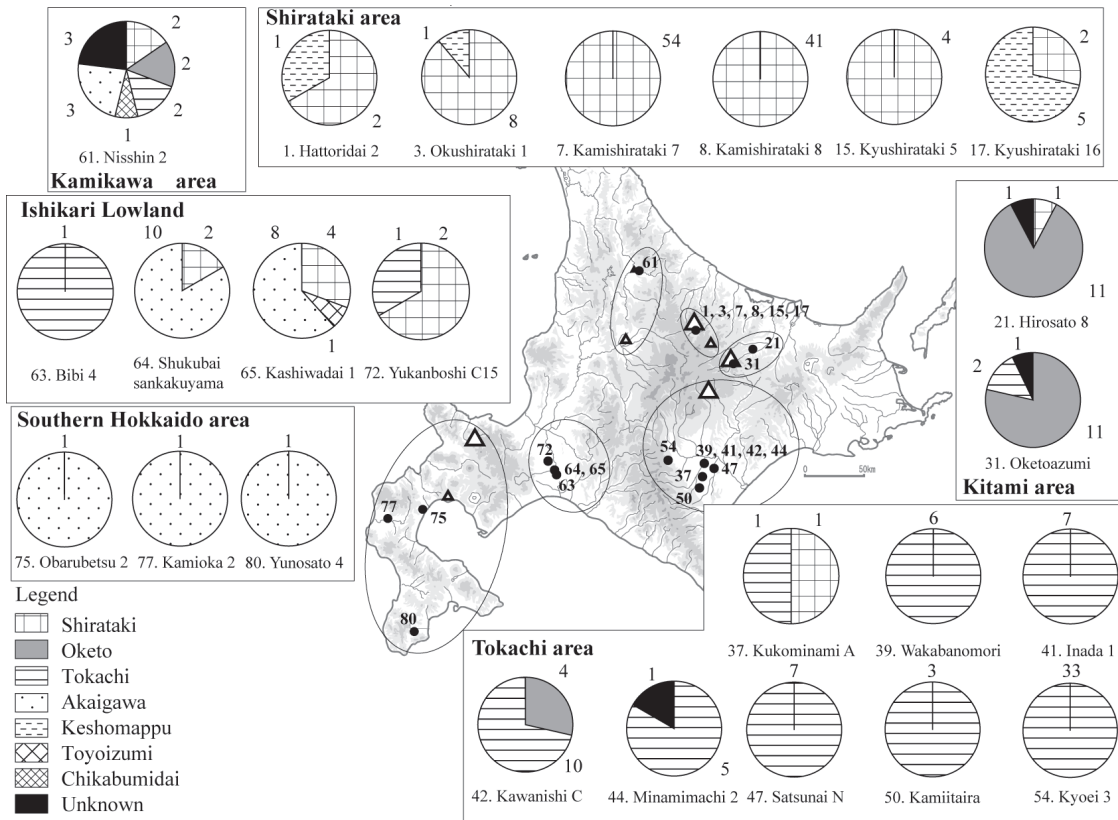 3
2
2
2
1
3
61. Nisshin 2
Kamikawa area
Shirataki area
1
2
1. Hattoridai 2
1
8
3. Okushirataki 1
54
7. Kamishirataki 7
41
8. Kamishirataki 8
4
15. Kyushirataki 5
2
5
17. Kyushirataki 16
Ishikari Lowland
1
63. Bibi 4
10
2
64. Shukubai
sankakuyama
8
4
1
65. Kashiwadai 1
1
2
72. Yukanboshi C15
Southern Hokkaido area
1
75. Obarubetsu 2
1
77. Kamioka 2
1
80. Yunosato 4
Legend
Shirataki
Oketo
Tokachi
Akaigawa
Keshomappu
Toyoizumi
Chikabumidai
Unknown
61
1, 3, 7, 8, 15, 17
21
31
54
39, 41, 42, 44
47
37
50
72
64, 65
63
77
75
80
0
50km
1
1
11
21. Hirosato 8
1
2
11
31. Oketoazumi
Kitami area
1
1
37. Kukominami A
6
39. Wakabanomori
7
41. Inada 1
Tokachi area
4
10
42. Kawanishi C
1
5
44. Minamimachi 2
7
47. Satsunai N
3
50. Kamiitaira
33
54. Kyoei 3